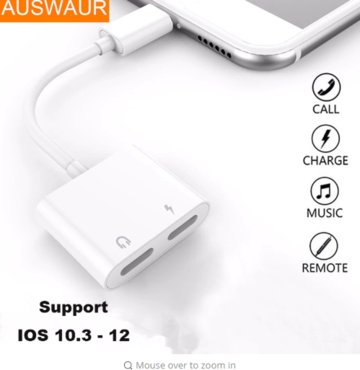 AUSWAUR
CALL
CHARGE
MUSIC
REMOTE
Support
IOS 10.3 - 12
Mouse over to zoom in